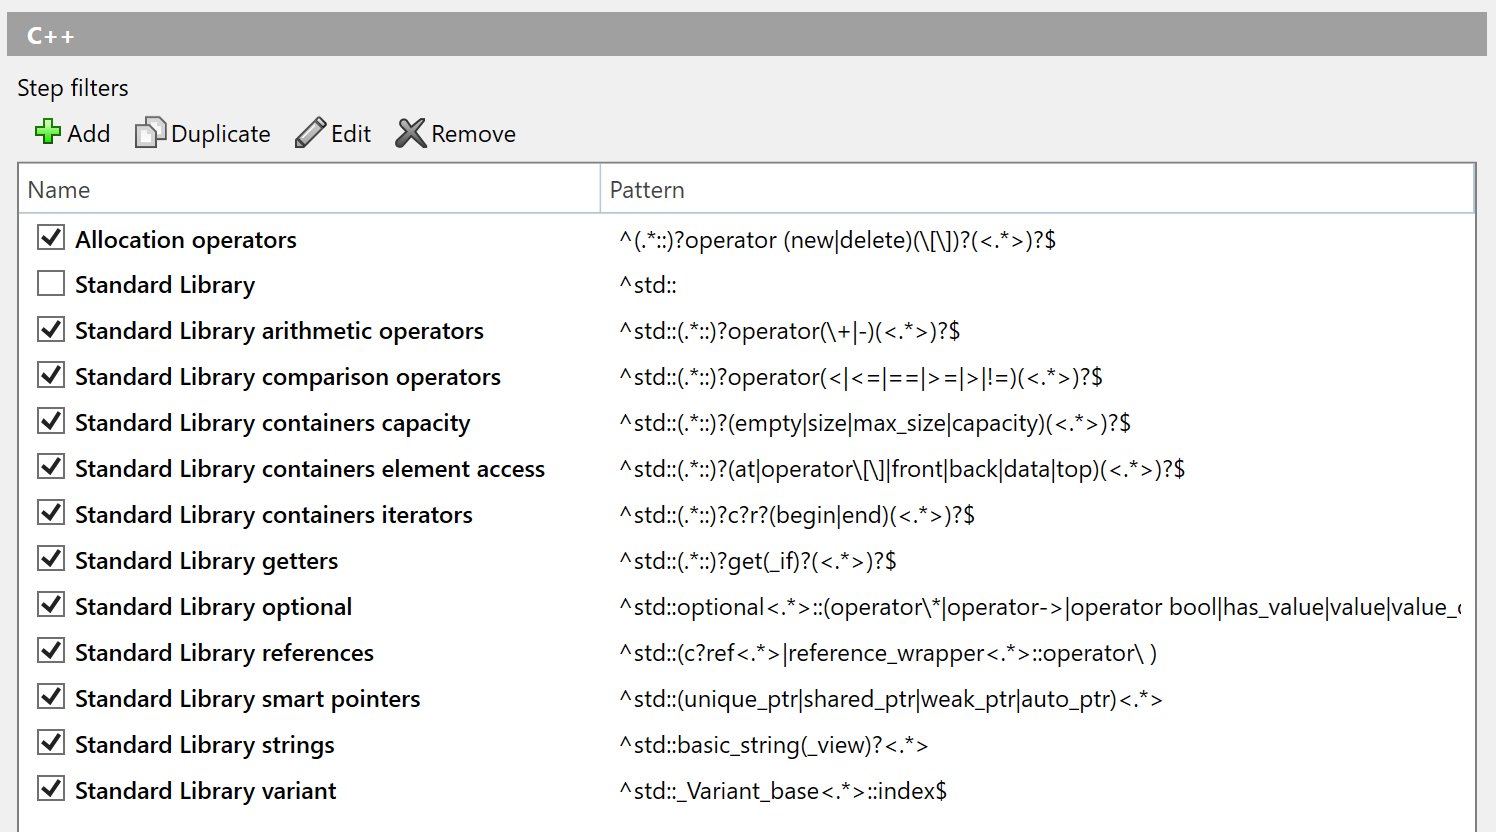 C++
Step filters
Add Duplicate Edit Remove
Name Pattern
Allocation operators ^(.*::)?operator (new|delete)(\[\])?(<.*>)?$
Standard Library ^std::
Standard Library arithmetic operators ^std::(.*::)?operator(\+|-)(<.*>)?$
Standard Library comparison operators ^std::(.*::)?operator(<|<=|==|>=|>|!=)(<.*>)?$
Standard Library containers capacity ^std::(.*::)?(empty|size|max_size|capacity)(<.*>)?$
Standard Library containers element access ^std::(.*::)?(at|operator\[\]|front|back|data|top)(<.*>)?$
Standard Library containers iterators ^std::(.*::)?c?r?(begin|end)(<.*>)?$
Standard Library getters ^std::(.*::)?get(_if)?(<.*>)?$
Standard Library optional ^std::optional<.*>::(operator\*|operator->|operator bool|has_value|value|value_
Standard Library references ^std::(c?ref<.*>|reference_wrapper<.*>::operator\ )
Standard Library smart pointers ^std::(unique_ptr|shared_ptr|weak_ptr|auto_ptr)<.*>
Standard Library strings ^std::basic_string(_view)?<.*>
Standard Library variant ^std::_Variant_base<.*>::index$